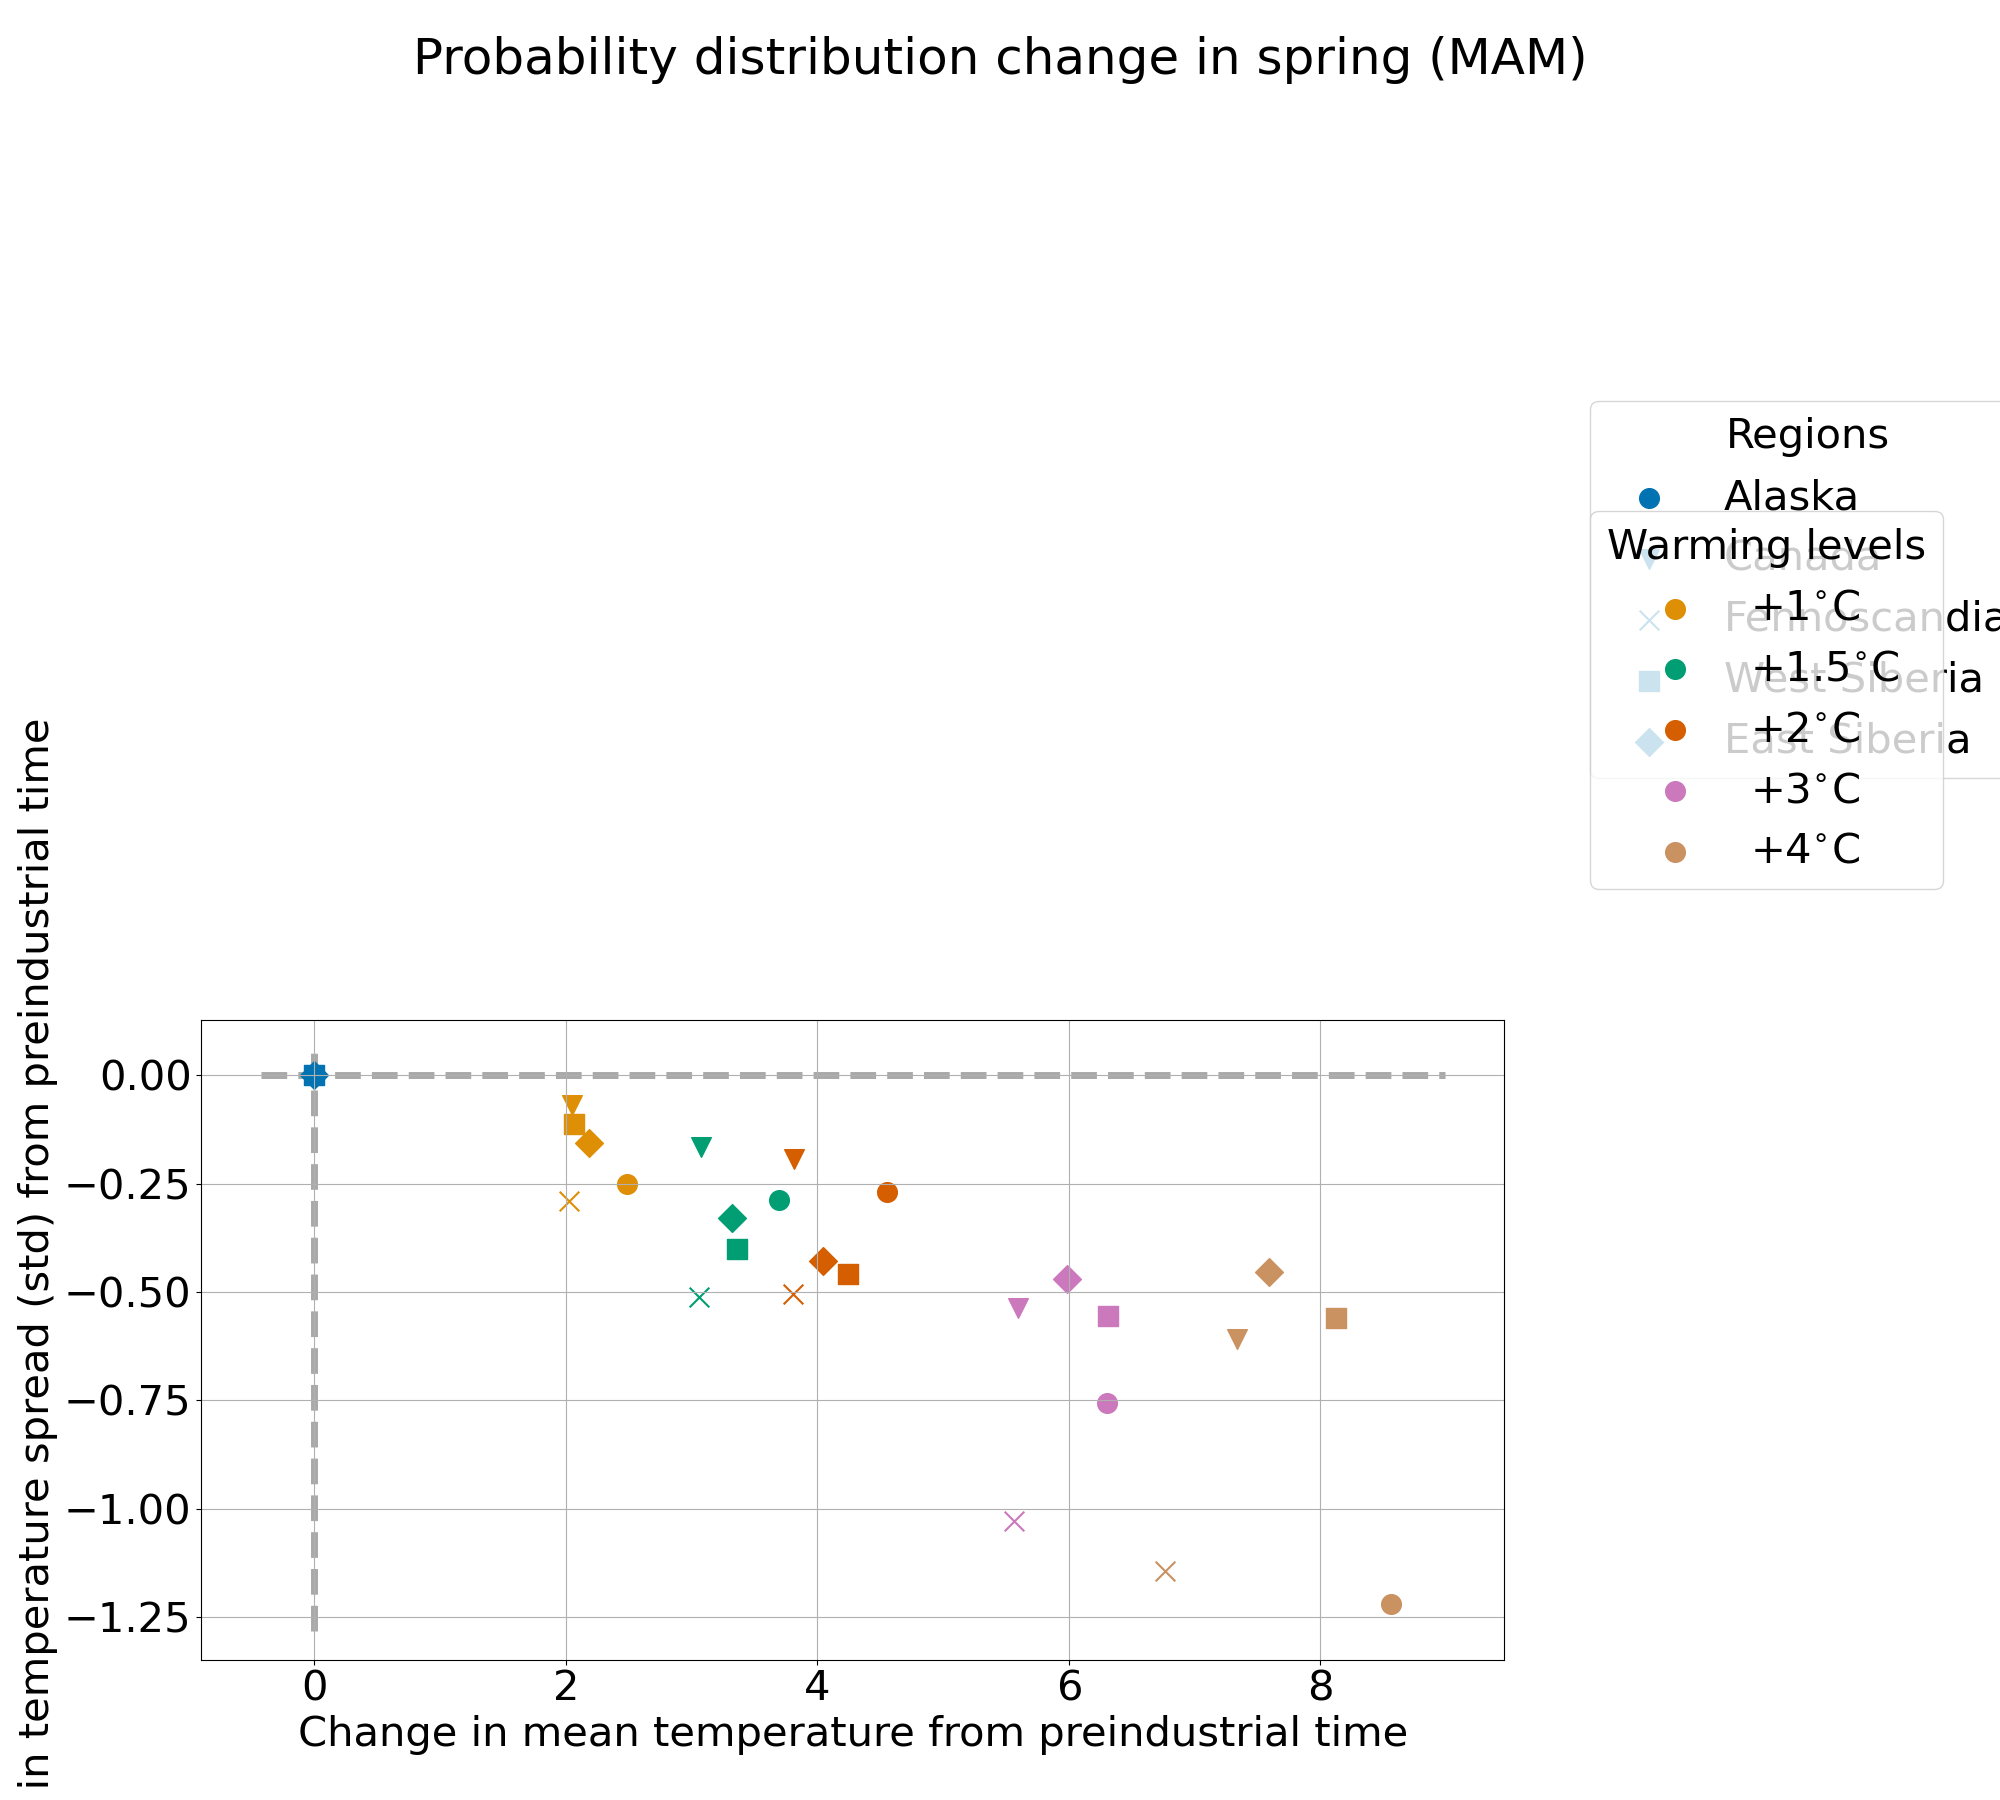 Probability distribution change in spring (MAM)
Regions
Alaska
Canada
Fennoscandia
West Siberia
East Siberia
Warming levels
+1°C
+1.5°C
+2°C
+3°C
+4°C
in temperature spread (std) from preindustrial time
0.00
−0.25
−0.50
−0.75
−1.00
−1.25
0 2 4 6 8
Change in mean temperature from preindustrial time